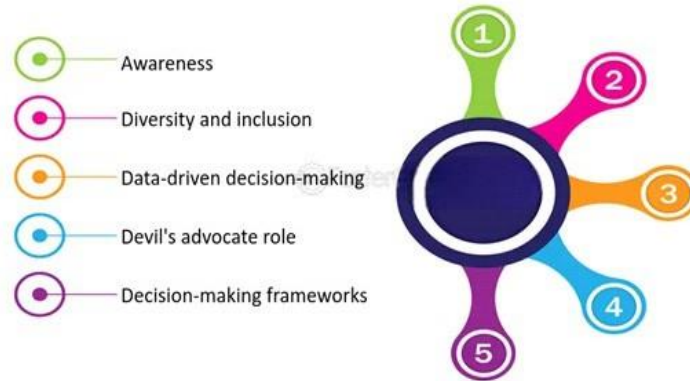 Awareness
Diversity and inclusion
Data-driven decision-making
Devil's advocate role
Decision-making frameworks
1
2
3
4
5